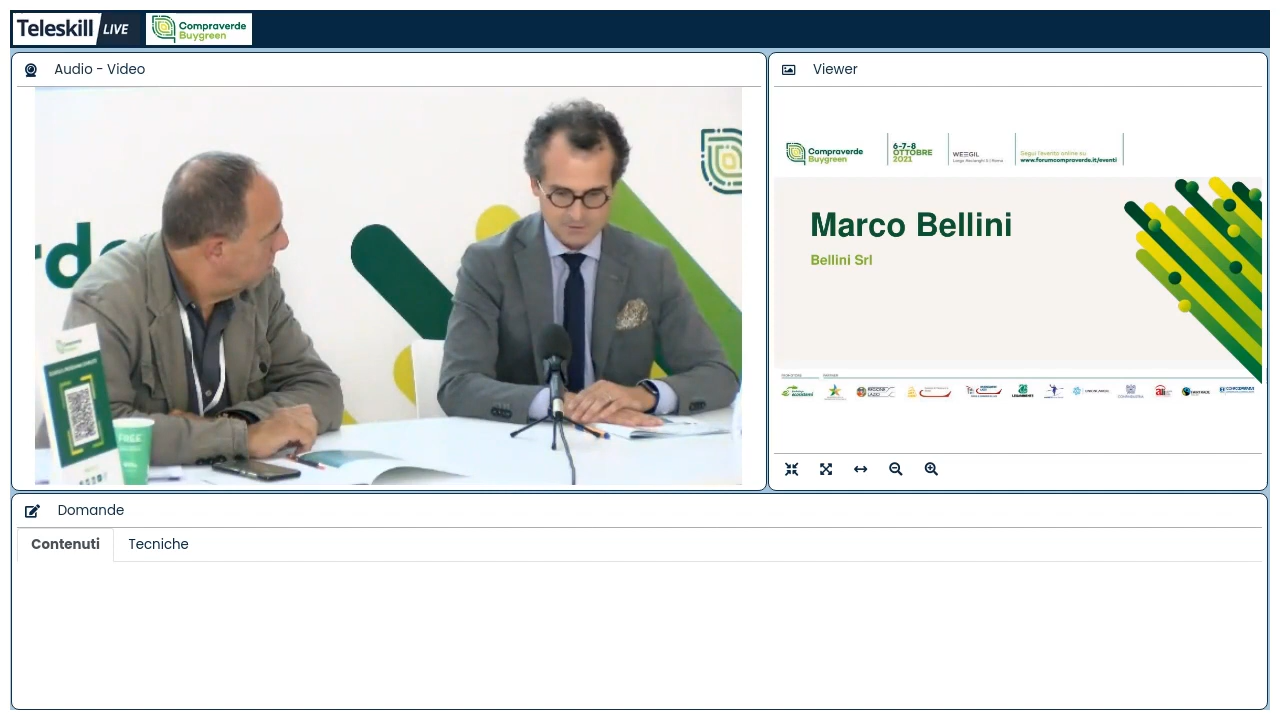 Teleskill LIVE
Compraverde
Buygreen
Audio - Video
Viewer
FREE
Compraverde
Buygreen
6-7-8
OTTOBRE
2021
WEGIL
Segui l'evento online su
www.forumcompraverde.it/eventi
Marco Bellini
Bellini Srl
Domande
Contenuti
Tecniche